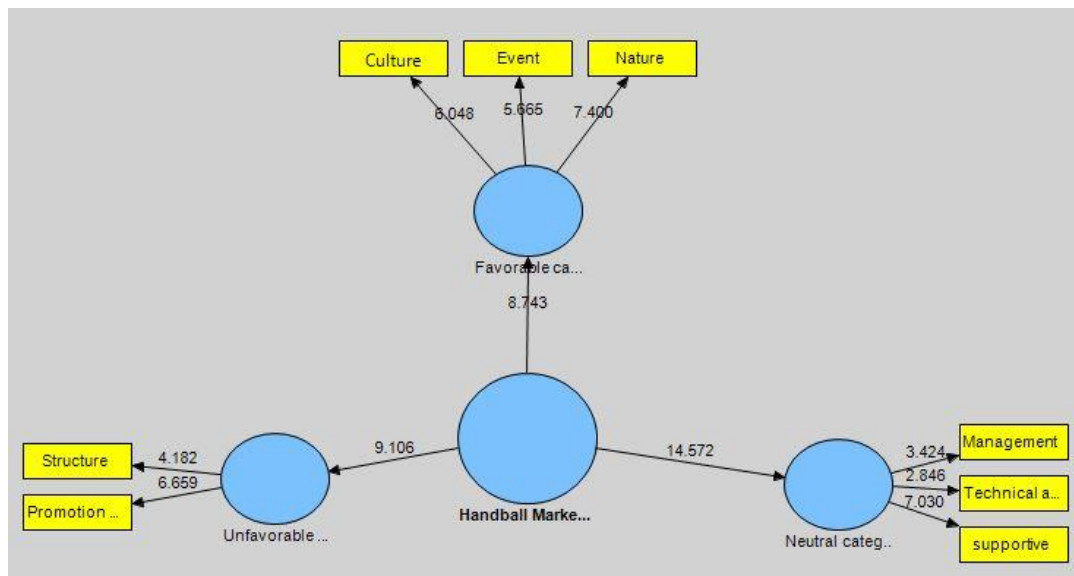 Culture
Event
Nature
6.048
5.665
7.400
Favorable ca...
8.743
Structure
4.182
9.106
14.572
3.424
Management
Promotion ...
6.659
2.846
Technical a...
7.030
Unfavorable ...
Handball Marke...
Neutral categ..
supportive